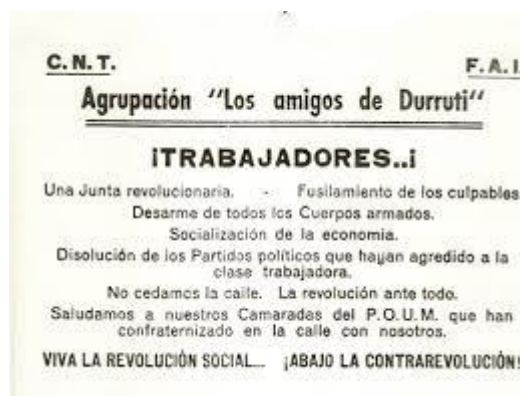 C. N. T. F. A. I.
Agrupación "Los amigos de Durruti"
¡TRABAJADORES..¡
Una Junta revolucionaria. - Fusilamiento de los culpables
Desarme de todos los Cuerpos armados.
Socialización de la economia.
Disolución de los Partidos políticos que hayan agredido a la
clase trabajadora.
No cedamos la calle. La revolución ante todo.
Saludamos a nuestros Camaradas del P. O. U. M. que han
confraternizado en la calle con nosotros.
VIVA LA REVOLUCIÓN SOCIAL... ¡ABAJO LA CONTRAREVOLUCIÓN!